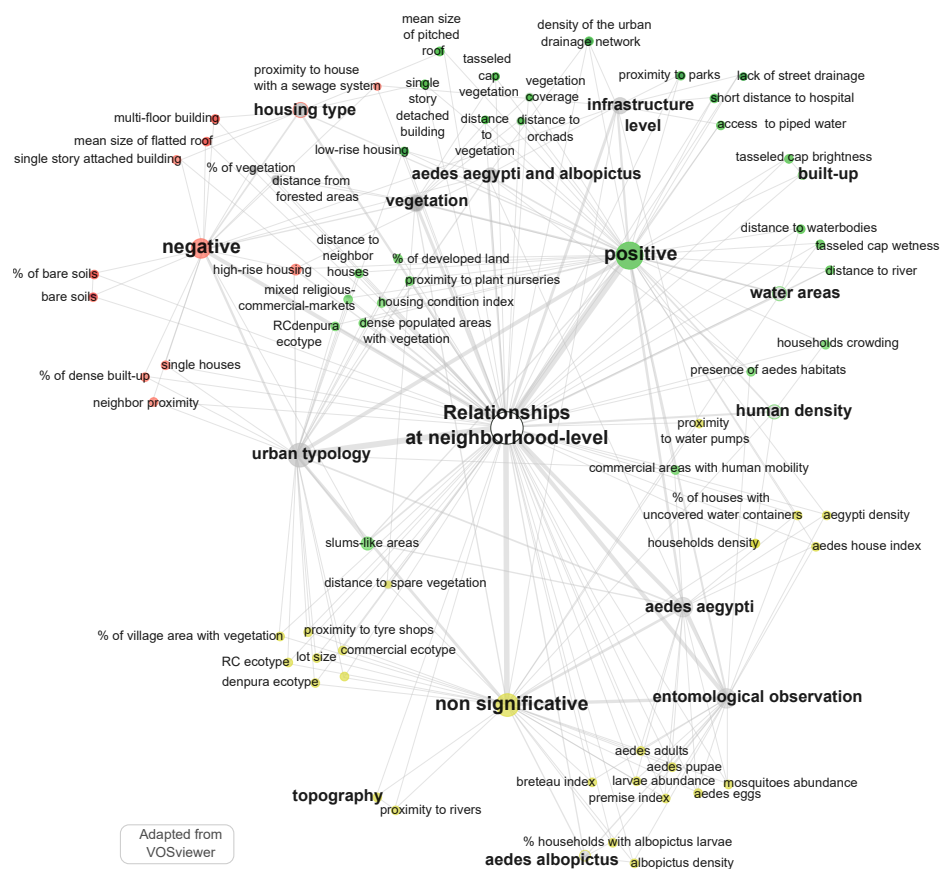 mean size
of pitched
roof
density of the urban
drainage network
tasseled
cap
vegetation
proximity to house
with a sewage system
single
story
detached
building
vegetation
coverage
proximity to parks
lack of street drainage
housing type
infrastructure
level
short distance to hospital
multi-floor building
distance
to
vegetation
distance to
orchads
access to piped water
mean size of flatted roof
single story attached building
low-rise housing
tasseled cap brightness
% of vegetation
distance from
forested areas
aedes aegypti and albopictus
built-up
vegetation
negative
distance to
neighbor
houses
% of developed land
positive
distance to waterbodies
tasseled cap wetness
% of bare soils
high-rise housing
proximity to plant nurseries
distance to river
bare soils
mixed religious-
commercial-markets
housing condition index
water areas
RCdenpura
ecotype
dense populated areas
with vegetation
households crowding
single houses
% of dense built-up
presence of aedes habitats
neighbor proximity
Relationships
at neighborhood-level
human density
proximity
to water pumps
urban typology
commercial areas with human mobility
% of houses with
uncovered water containers
aegypti density
slums-like areas
households density
aedes house index
distance to spare vegetation
aedes aegypti
% of village area with vegetation
proximity to tyre shops
commercial ecotype
RC ecotype
lot size
denpura ecotype
non significative
entomological observation
aedes adults
aedes pupae
breteau index
larvae abundance
mosquitoes abundance
premise index
aedes eggs
topography
proximity to rivers
Adapted from
VOSviewer
% households with albopictus larvae
aedes albopictus
albopictus density